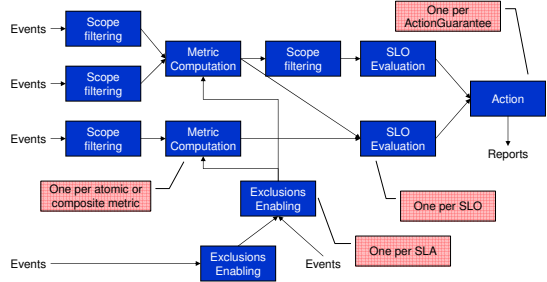 One per
ActionGuarantee
Events
Scope
filtering
Metric
Computation
Scope
filtering
SLO
Evaluation
Events
Scope
filtering
Action
Events
Scope
filtering
Metric
Computation
SLO
Evaluation
Reports
One per atomic or
composite metric
Exclusions
Enabling
One per SLO
One per SLA
Events
Exclusions
Enabling
Events